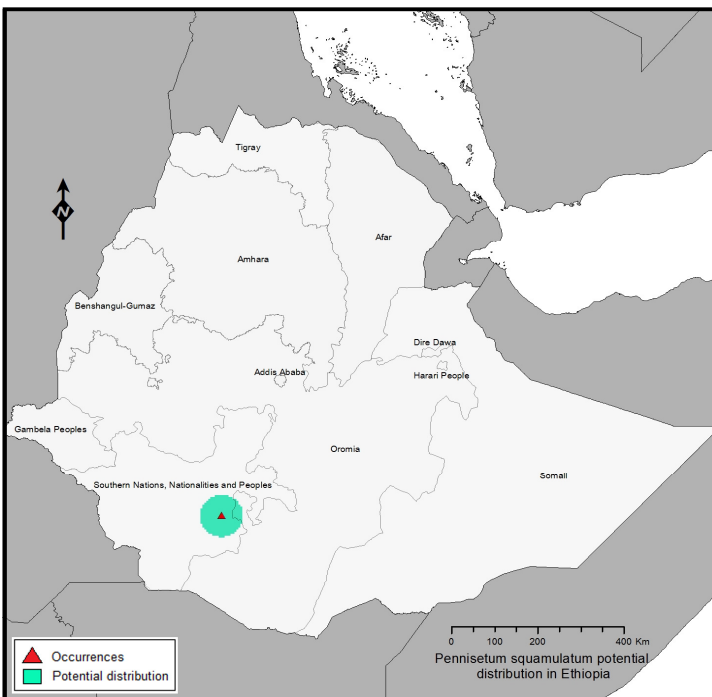 Tigray
Afar
N
Amhara
Benshangul-Gumaz
Dire Dawa
Addis Ababa
Harari People
Gambela Peoples
Oromia
Somali
Southern Nations, Nationalities and Peoples
0 100 200 300 400 Km
Pennisetum squamulatum potential
distribution in Ethiopia
Occurrences
Potential distribution